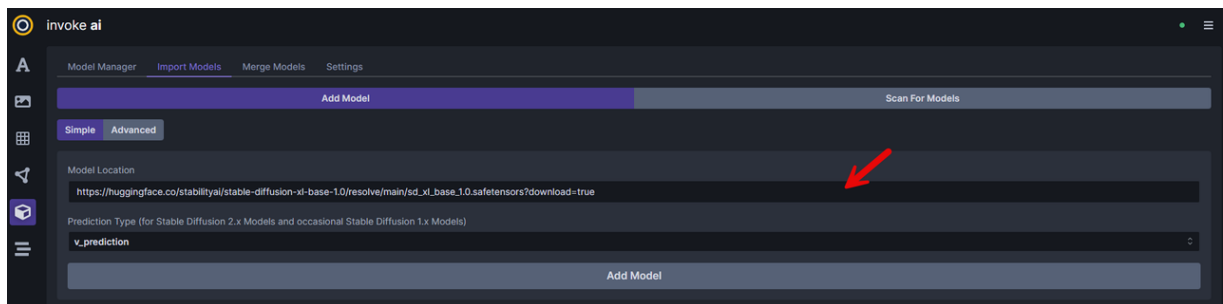 invoke ai
Model Manager Import Models Merge Models Settings
Add Model Scan For Models
Simple Advanced
Model Location
https://huggingface.co/stabilityai/stable-diffusion-xl-base-1.0/resolve/main/sd_xl_base_1.0.safetensors?download=true
Prediction Type (for Stable Diffusion 2.x Models and occasional Stable Diffusion 1.x Models)
v_prediction
Add Model